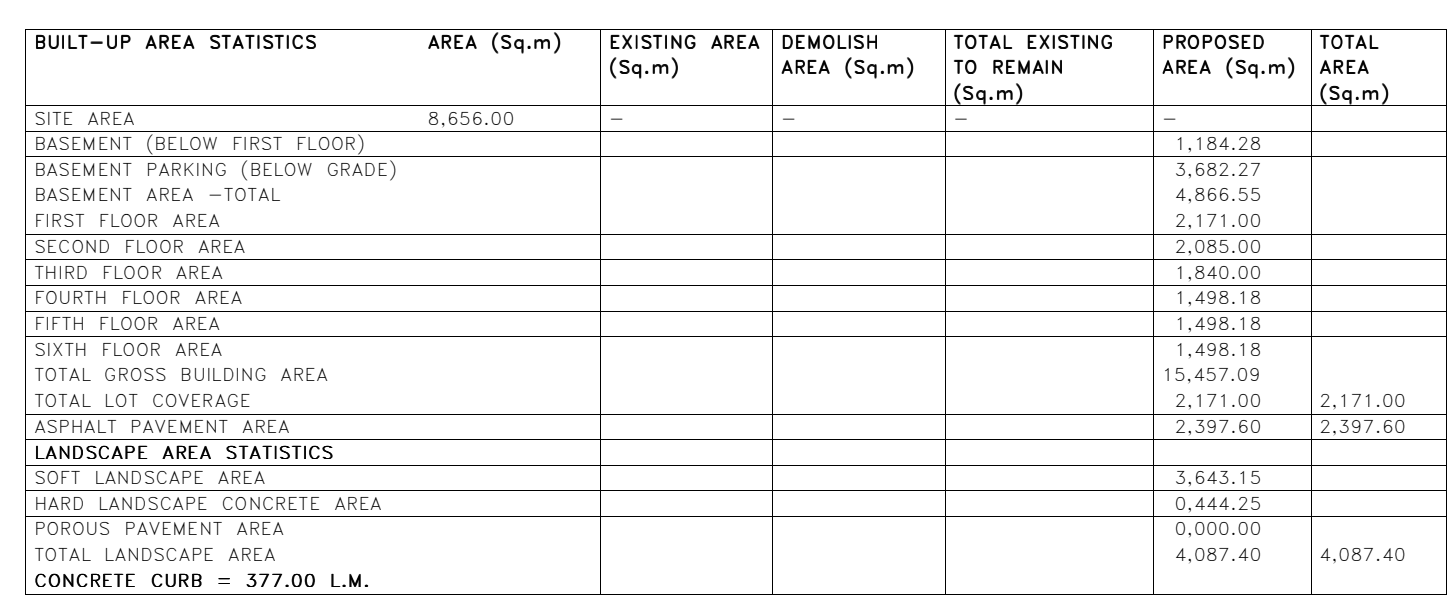 BUILT-UP AREA STATISTICS AREA (Sq.m) EXISTING AREA (Sq.m) DEMOLISH AREA (Sq.m) TOTAL EXISTING TO REMAIN (Sq.m) PROPOSED AREA (Sq.m) TOTAL AREA (Sq.m)
SITE AREA 8,656.00 – – – –
BASEMENT (BELOW FIRST FLOOR) 1,184.28
BASEMENT PARKING (BELOW GRADE) 3,682.27
BASEMENT AREA –TOTAL 4,866.55
FIRST FLOOR AREA 2,171.00
SECOND FLOOR AREA 2,085.00
THIRD FLOOR AREA 1,840.00
FOURTH FLOOR AREA 1,498.18
FIFTH FLOOR AREA 1,498.18
SIXTH FLOOR AREA 1,498.18
TOTAL GROSS BUILDING AREA 15,457.09
TOTAL LOT COVERAGE 2,171.00 2,171.00
ASPHALT PAVEMENT AREA 2,397.60 2,397.60
LANDSCAPE AREA STATISTICS
SOFT LANDSCAPE AREA 3,643.15
HARD LANDSCAPE CONCRETE AREA 0,444.25
POROUS PAVEMENT AREA 0,000.00
TOTAL LANDSCAPE AREA 4,087.40 4,087.40
CONCRETE CURB = 377.00 L.M.